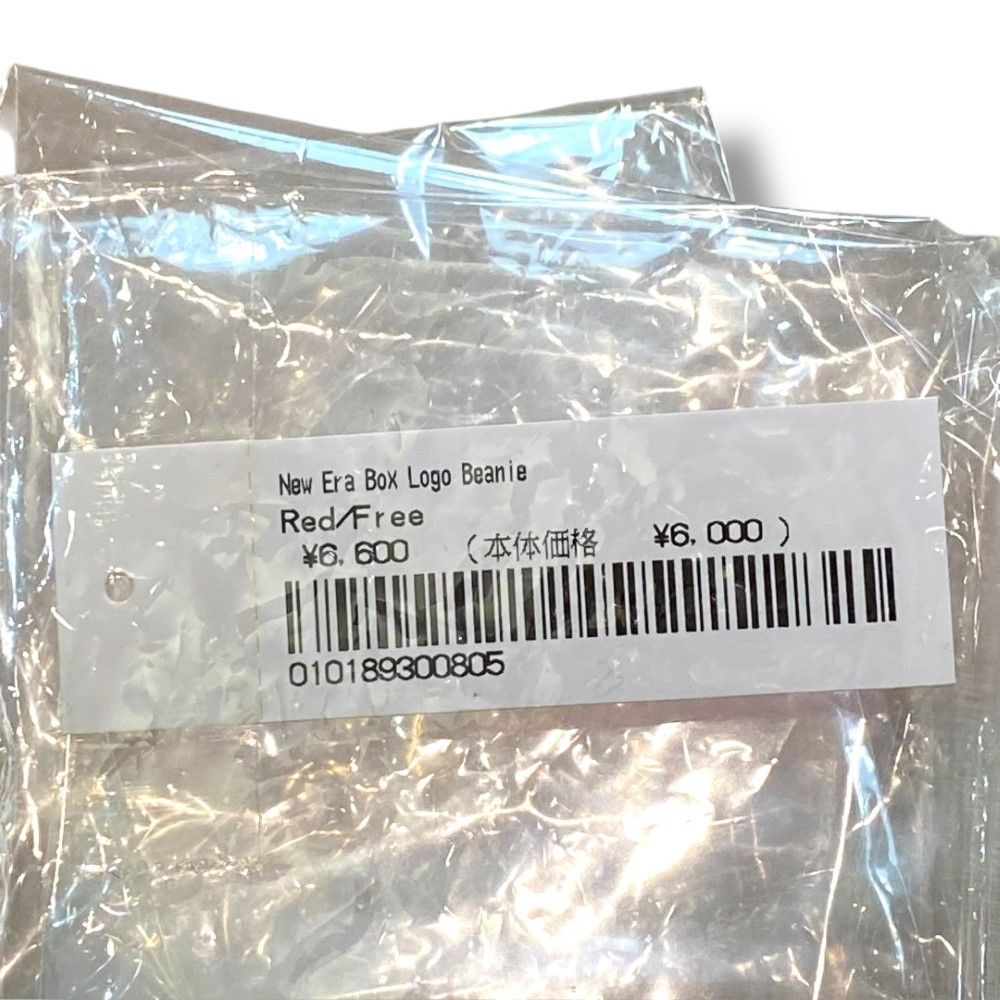 New Era Box Logo Beanie
Red/Free
¥6,600 (本体価格 ¥6,000 )
010189300805